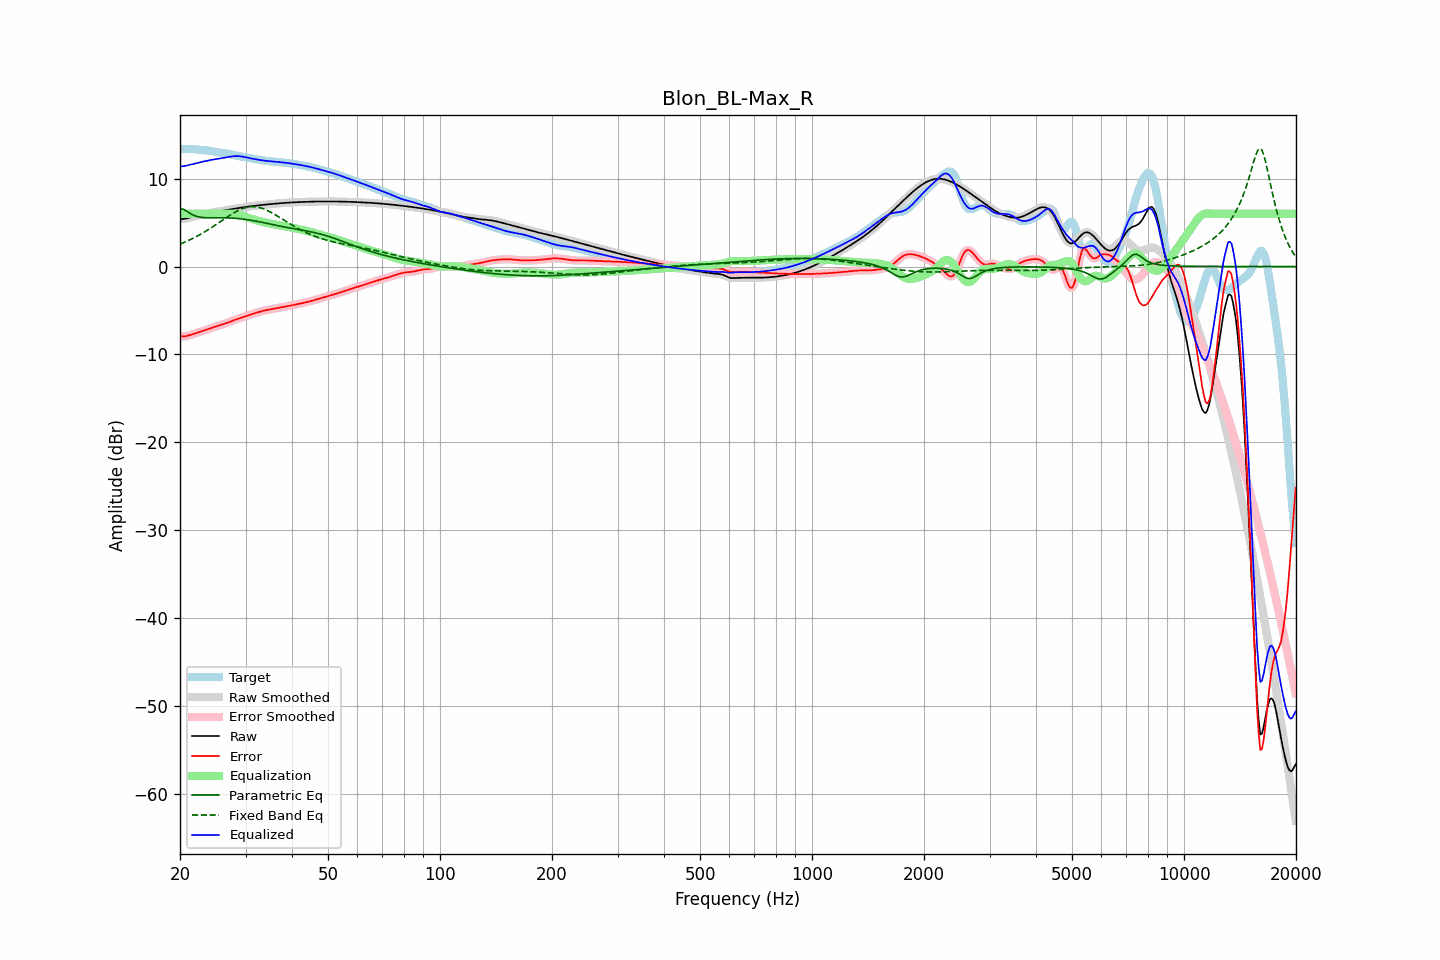 Blon_BL-Max_R
Amplitude (dBr)
10
0
−10
−20
−30
−40
−50
−60
Target
Raw Smoothed
Error Smoothed
Raw
Error
Equalization
Parametric Eq
Fixed Band Eq
Equalized
20 50 100 200 500 1000 2000 5000 10000 20000
Frequency (Hz)